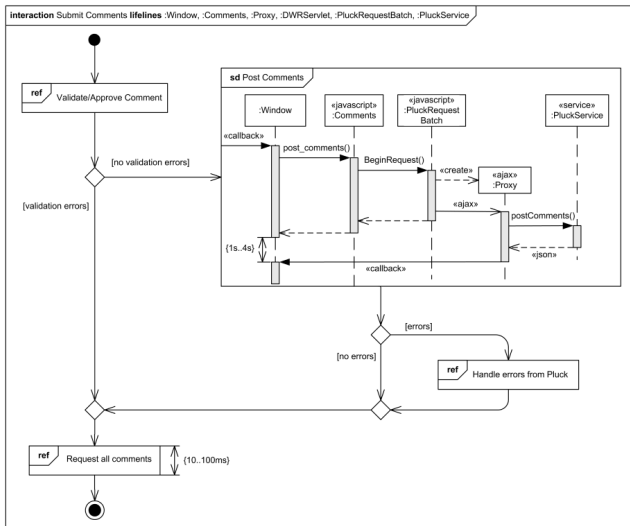 interaction Submit Comments lifelines :Window, :Comments, :Proxy, :DWRServlet, :PluckRequestBatch, :PluckService
ref
Validate/Approve Comment
[no validation errors]
[validation errors]
sd Post Comments
:Window
«javascript»
:Comments
«javascript»
:PluckRequest
Batch
«service»
:PluckService
«callback»
post_comments()
BeginRequest()
«create»
«ajax»
:Proxy
«ajax»
postComments()
{1s..4s}
«json»
«callback»
[errors]
[no errors]
ref
Handle errors from Pluck
ref
Request all comments
{10..100ms}